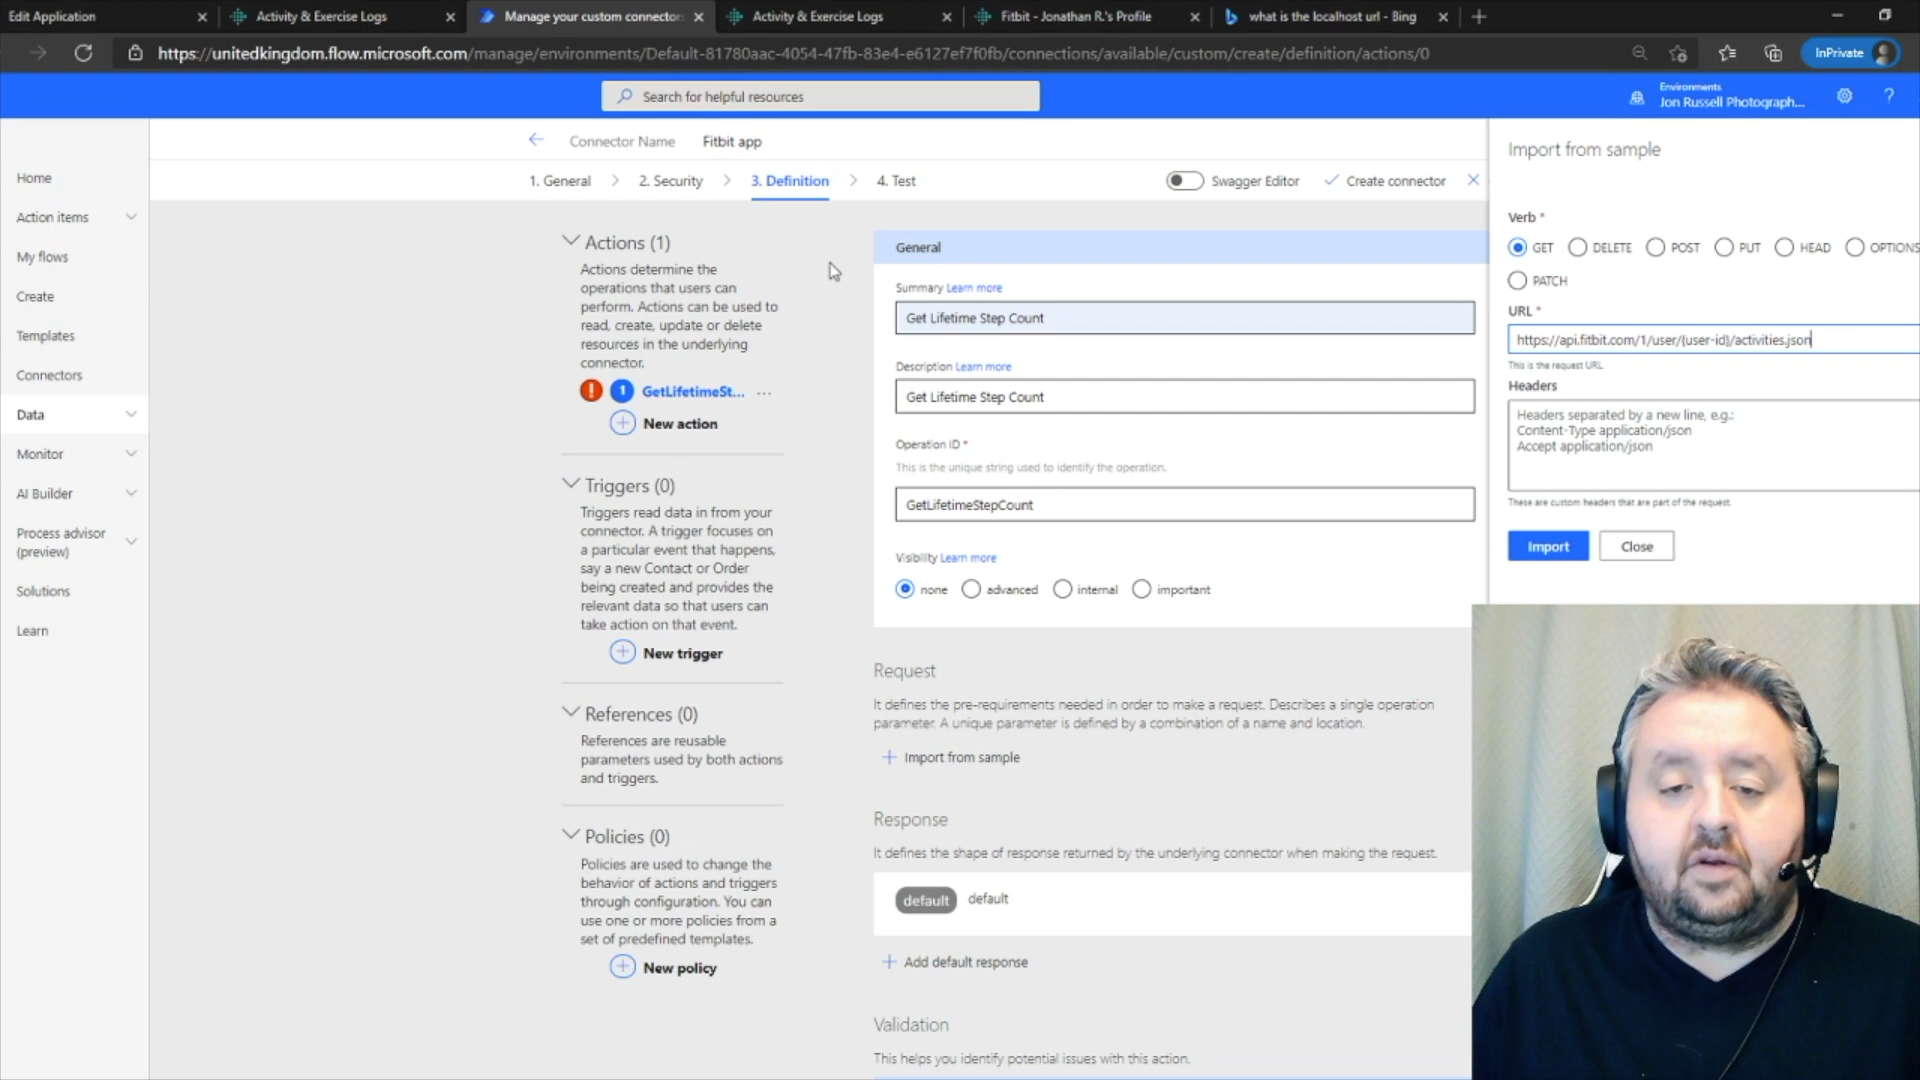 Edit Application
Activity & Exercise Logs
Manage your custom connector
Activity & Exercise Logs
Fitbit - Jonathan R.'s Profile
what is the localhost url - Bing
https://unitedkingdom.flow.microsoft.com/manage/environments/Default-81780aac-4054-47fb-83e4-e6127ef7f0fb/connections/available/custom/create/definition/actions/0
InPrivate
Search for helpful resources
Environments
Jon Russell Photograph...
?
Home
Action items
My flows
Create
Templates
Connectors
Data
Monitor
AI Builder
Process advisor
(preview)
Solutions
Learn
Connector Name
Fitbit app
1. General
2. Security
3. Definition
4. Test
Swagger Editor
Create connector
Actions (1)
Actions determine the
operations that users can
perform. Actions can be used to
read, create, update or delete
resources in the underlying
connector.
! 1 GetLifetimeSt... ...
New action
Triggers (0)
Triggers read data in from your
connector. A trigger focuses on
a particular event that happens,
say a new Contact or Order
being created and provides the
relevant data so that users can
take action on that event.
New trigger
References (0)
References are reusable
parameters used by both actions
and triggers.
Policies (0)
Policies are used to change the
behavior of actions and triggers
through configuration. You can
use one or more policies from a
set of predefined templates.
New policy
General
Summary Learn more
Get Lifetime Step Count
Description Learn more
Get Lifetime Step Count
Operation ID *
This is the unique string used to identify the operation.
GetLifetimeStepCount
Visibility Learn more
none advanced internal important
Request
It defines the pre-requirements needed in order to make a request. Describes a single operation
parameter. A unique parameter is defined by a combination of a name and location.
Import from sample
Response
It defines the shape of response returned by the underlying connector when making the request.
default default
Add default response
Validation
This helps you identify potential issues with this action.
Import from sample
Verb *
GET DELETE POST PUT HEAD OPTIONS
PATCH
URL *
https://api.fitbit.com/1/user/{user-id}/activities.json
This is the request URL.
Headers
Headers separated by a new line, e.g.:
Content-Type application/json
Accept application/json
These are custom headers that are part of the request.
Import
Close